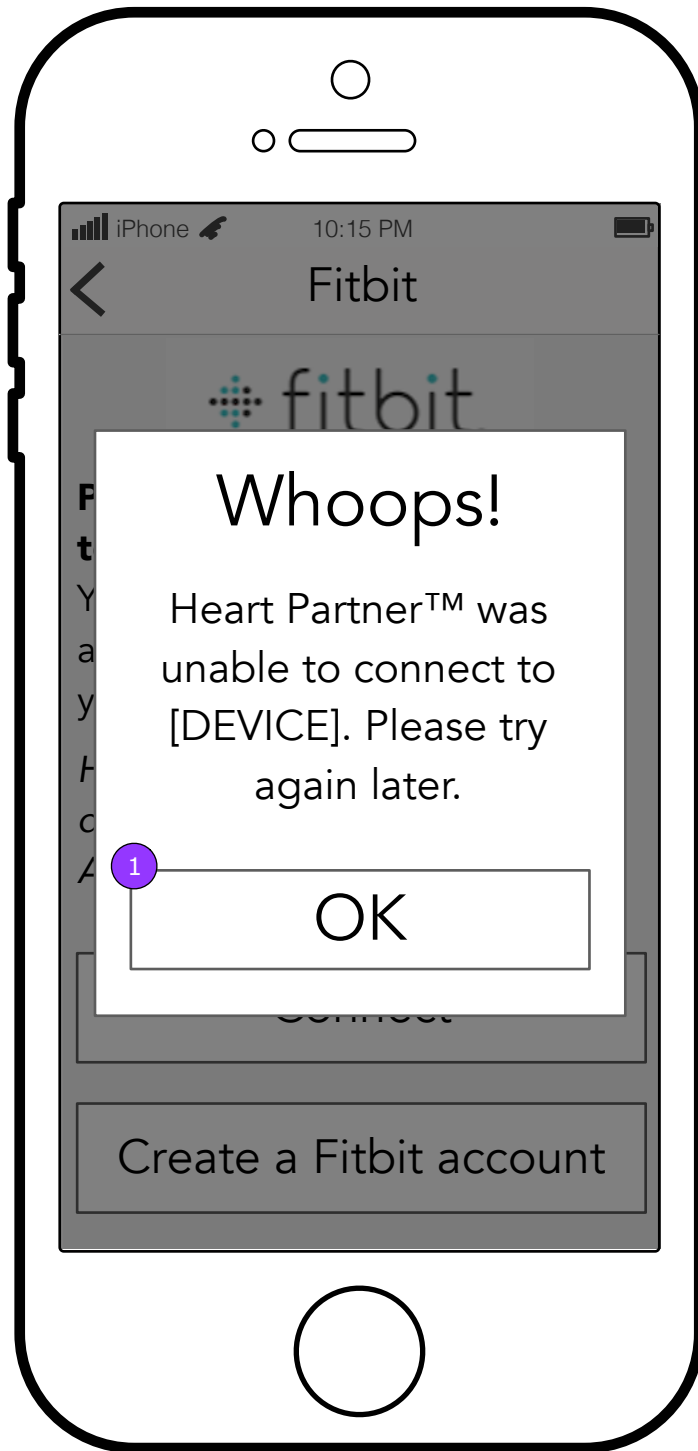 iPhone 10:15 PM
Fitbit
fitbit
Whoops!
Heart Partner™ was
unable to connect to
[DEVICE]. Please try
again later.
1
OK
Connect
Create a Fitbit account